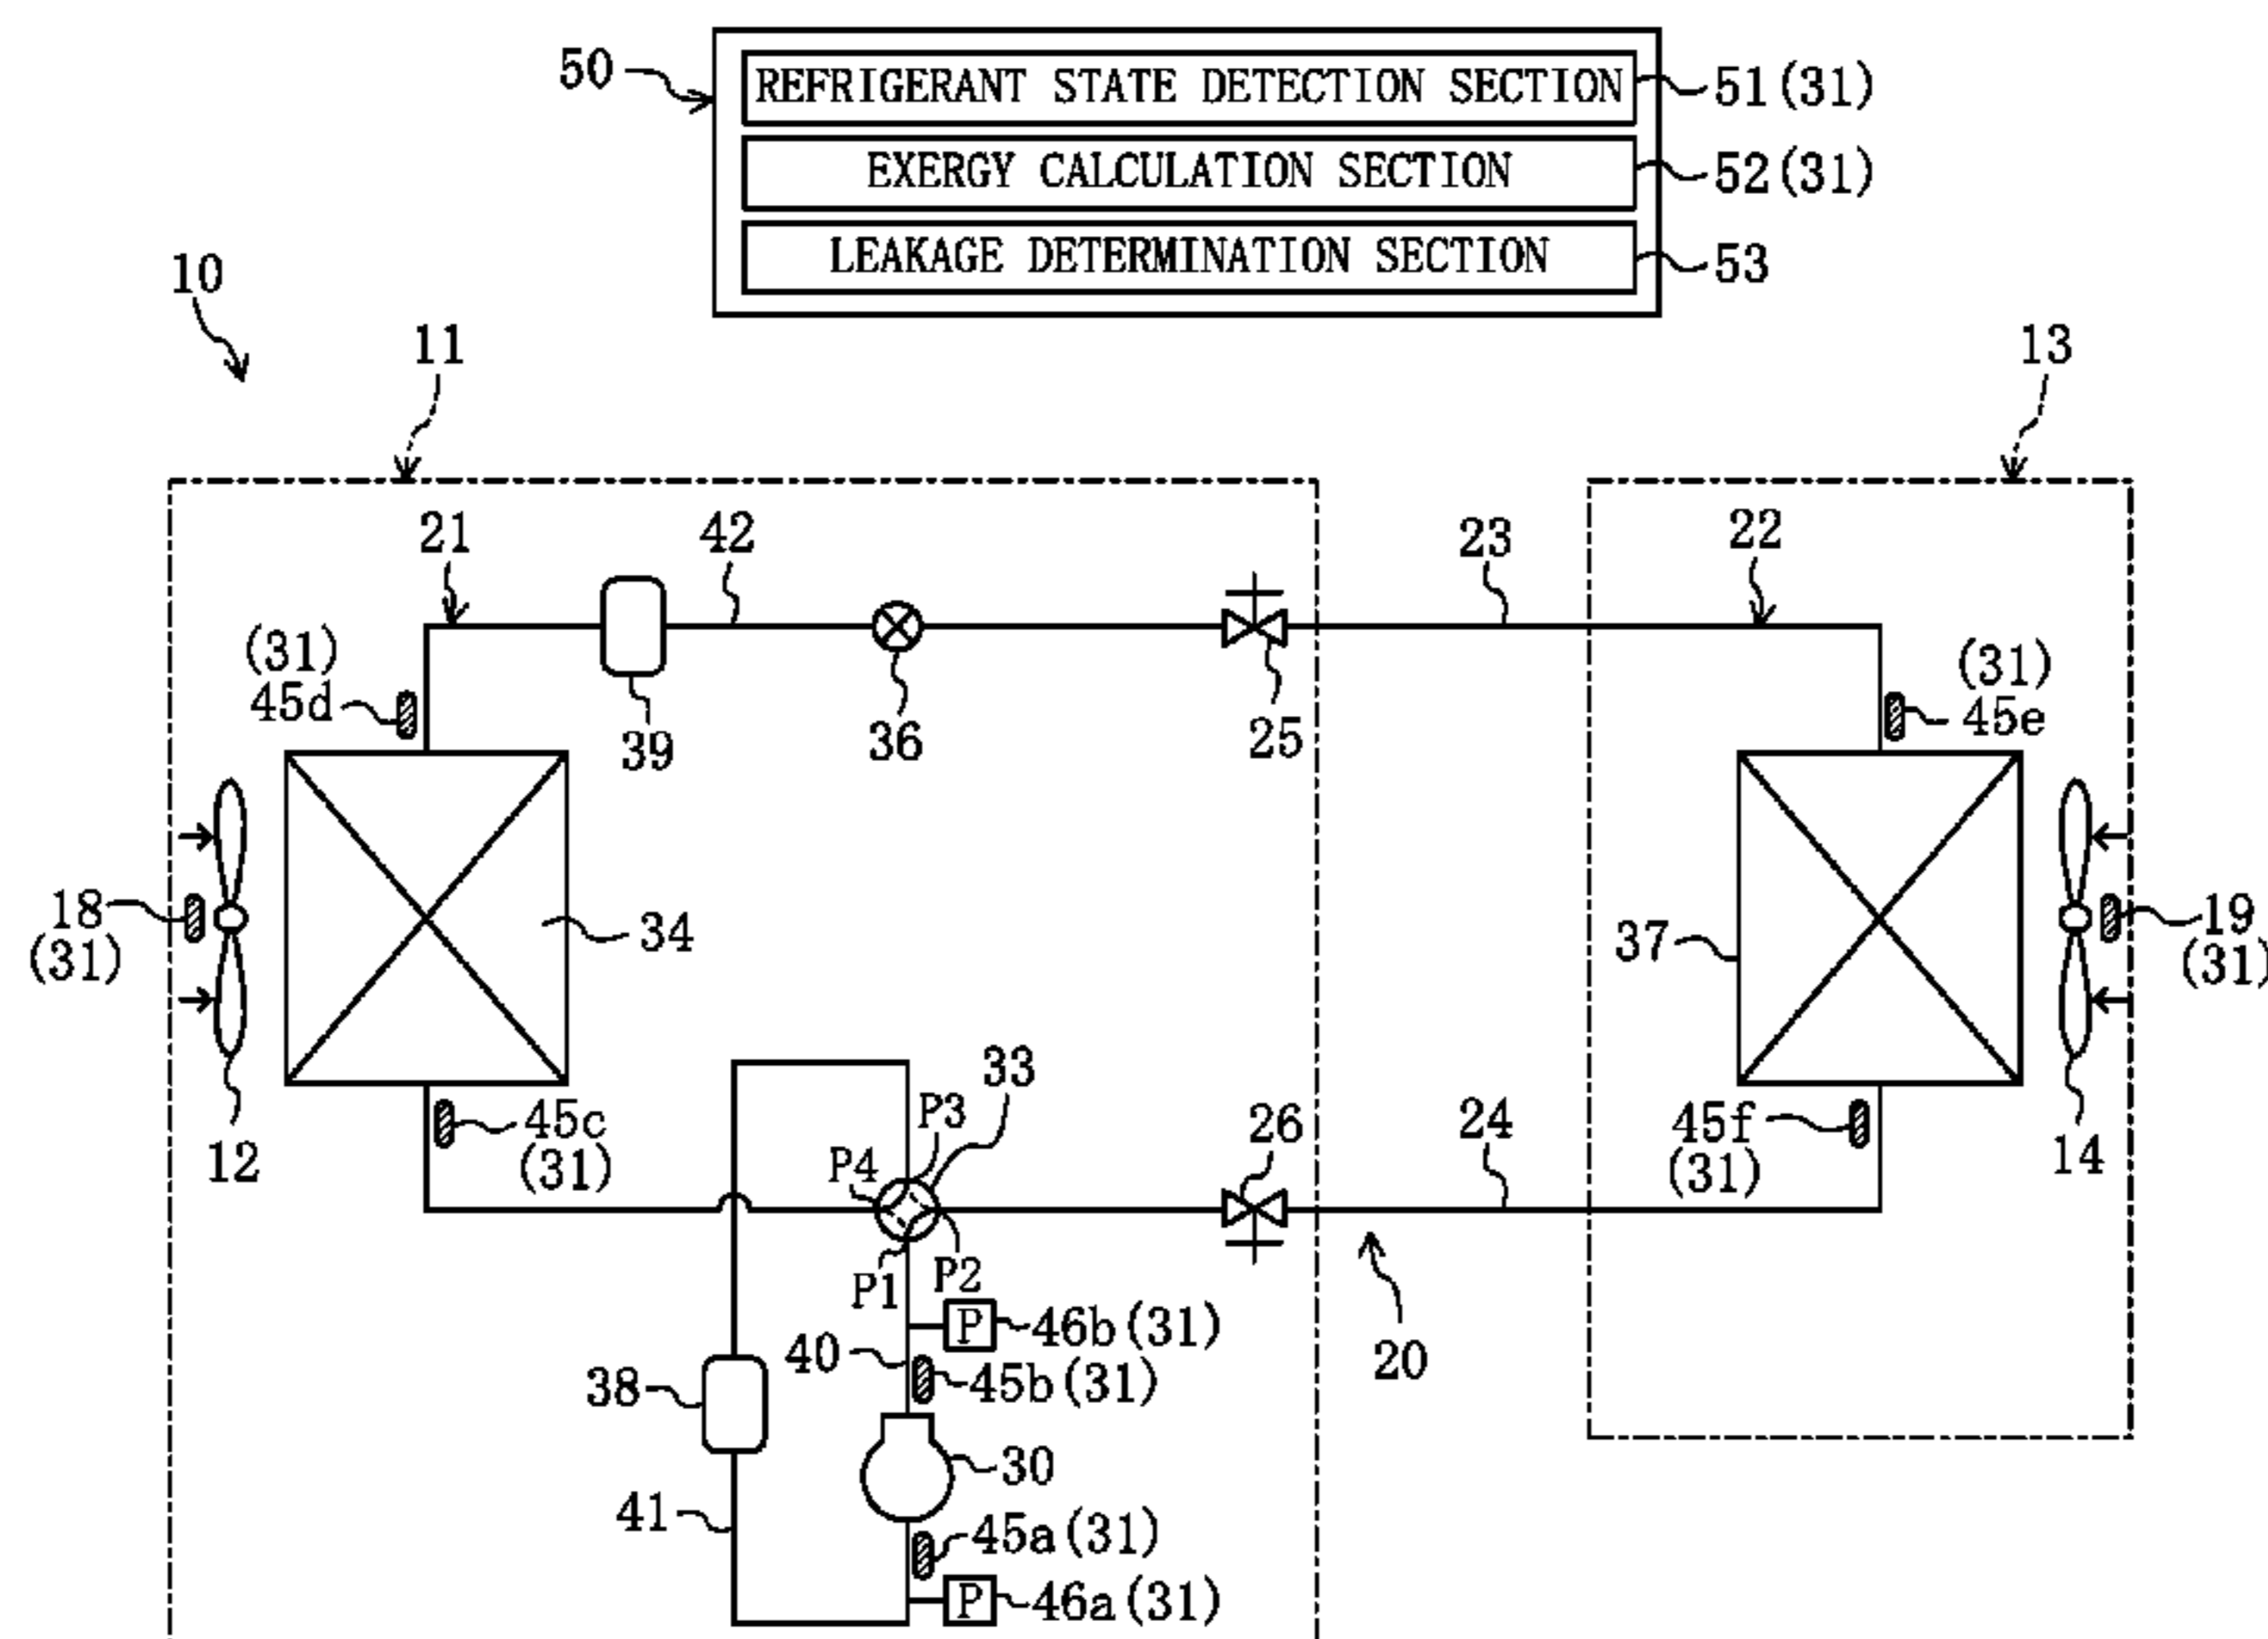 50
REFRIGERANT STATE DETECTION SECTION
51(31)
EXERGY CALCULATION SECTION
52(31)
LEAKAGE DETERMINATION SECTION
53
10
11
13
21
42
23
22
(31)
45d
39
36
25
(31)
45e
18
(31)
34
37
19
(31)
12
45c
(31)
P3
33
P4
26
24
45f
(31)
14
P1
P2
P
46b(31)
40
45b(31)
20
38
30
41
45a(31)
P
46a(31)